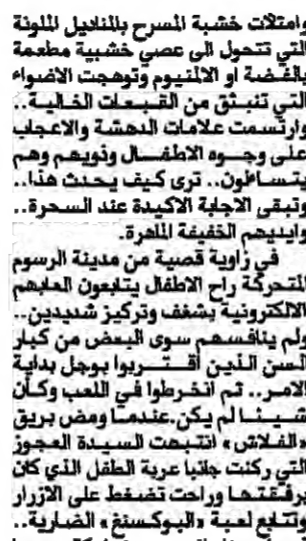 وامتلات خشبة المسرح بالمناديل الملونة
التي تتحول الى عصي خشبية مطعمة
بالفضة او الالمنيوم وتوهجت الاضواء
التي تنبثق من القبعات الخالية..
وارتسمت علامات الدهشة والاعجاب
على وجوه الاطفال وذويهم وهم
يتساءلون.. ترى كيف يحدث هذا..
وتبقى الاجابة الاكيدة عند السحرة..
وايديهم الخفيفة الماهرة.
في زاوية قصية من مدينة الرسوم
المتحركة راح الاطفال يتابعون العابهم
الالكترونية بشغف وتركيز شديدين..
ولم ينافسهم سوى البعض من كبار
السن الذين اقتربوا بوجل بداية
الامر.. ثم انخرطوا في اللعب وكأن
شيئا لم يكن.عندما ومض بريق
«الفلاش» انتبهت السيدة العجوز
التي ركنت جانبا عربة الطفل الذي كان
برفقتها وراحت تضغط على الازرار
وتتابع لعبة «البوكسنغ» الضارية..